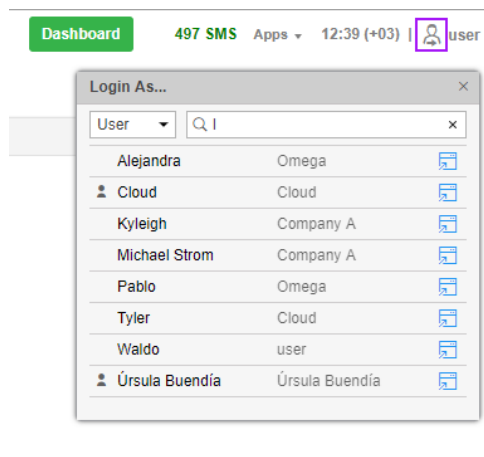 Dashboard 497 SMS Apps 12:39 (+03) | user
Login As... ×
User l ×
Alejandra Omega
Cloud Cloud
Kyleigh Company A
Michael Strom Company A
Pablo Omega
Tyler Cloud
Waldo user
Úrsula Buendía Úrsula Buendía